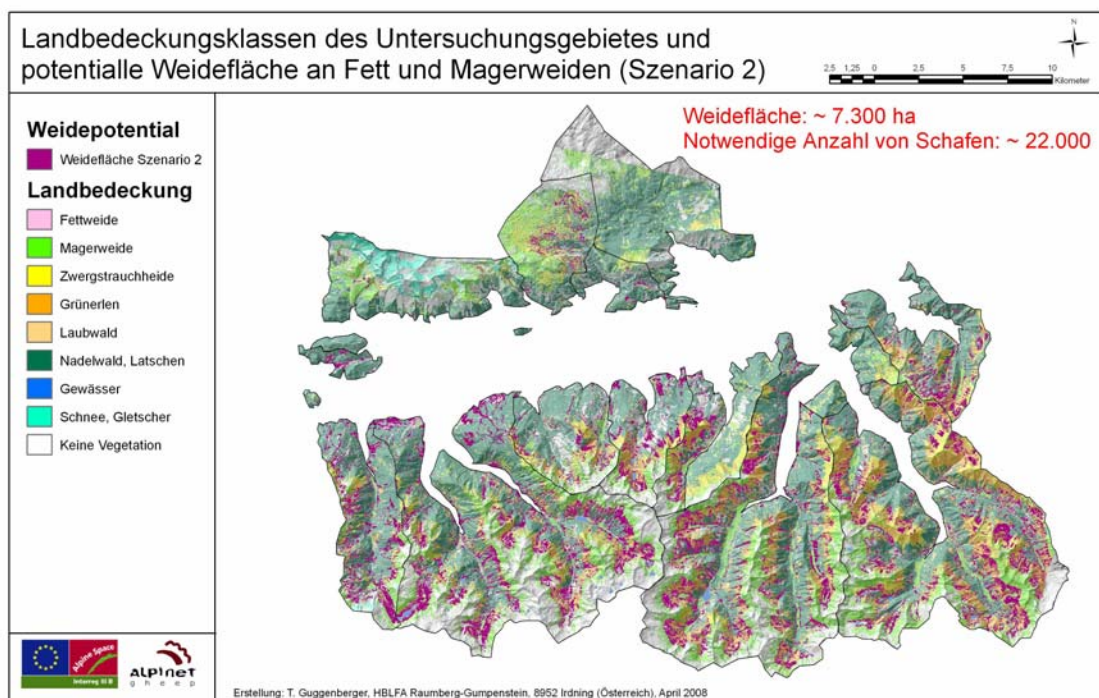 Landbedeckungsklassen des Untersuchungsgebietes und
potentialle Weidefläche an Fett und Magerweiden (Szenario 2)
N
2,5 1,25 0 2,5 5 7,5 10
Kilometer
Weidepotential
Weidefläche Szenario 2
Landbedeckung
Fettweide
Magerweide
Zwergstrauchheide
Grünerlen
Laubwald
Nadelwald, Latschen
Gewässer
Schnee, Gletscher
Keine Vegetation
Weidefläche: ~ 7.300 ha
Notwendige Anzahl von Schafen: ~ 22.000
Alpine Space
Interreg III B
ALPINET
gheep
Erstellung: T. Guggenberger, HBLFA Raumberg-Gumpenstein, 8952 Irdning (Österreich), April 2008